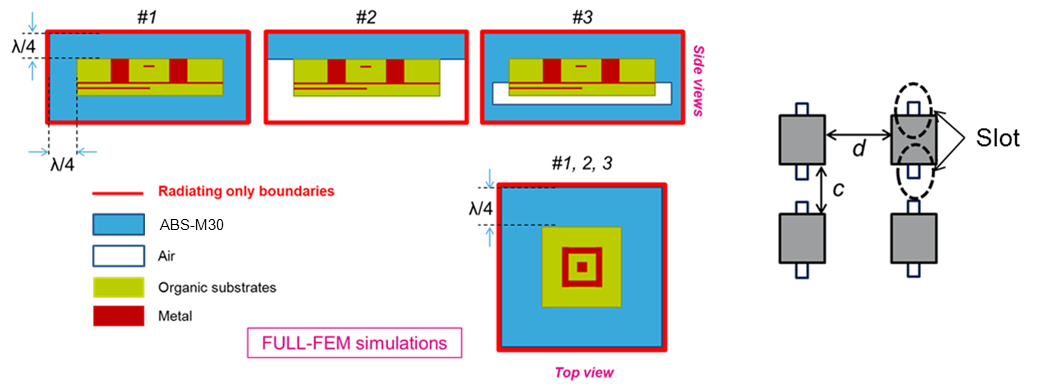 #1
#2
#3
λ/4
Side views
λ/4
#1, 2, 3
Radiating only boundaries
λ/4
ABS-M30
Air
Organic substrates
Metal
FULL-FEM simulations
Top view
d
Slot
c